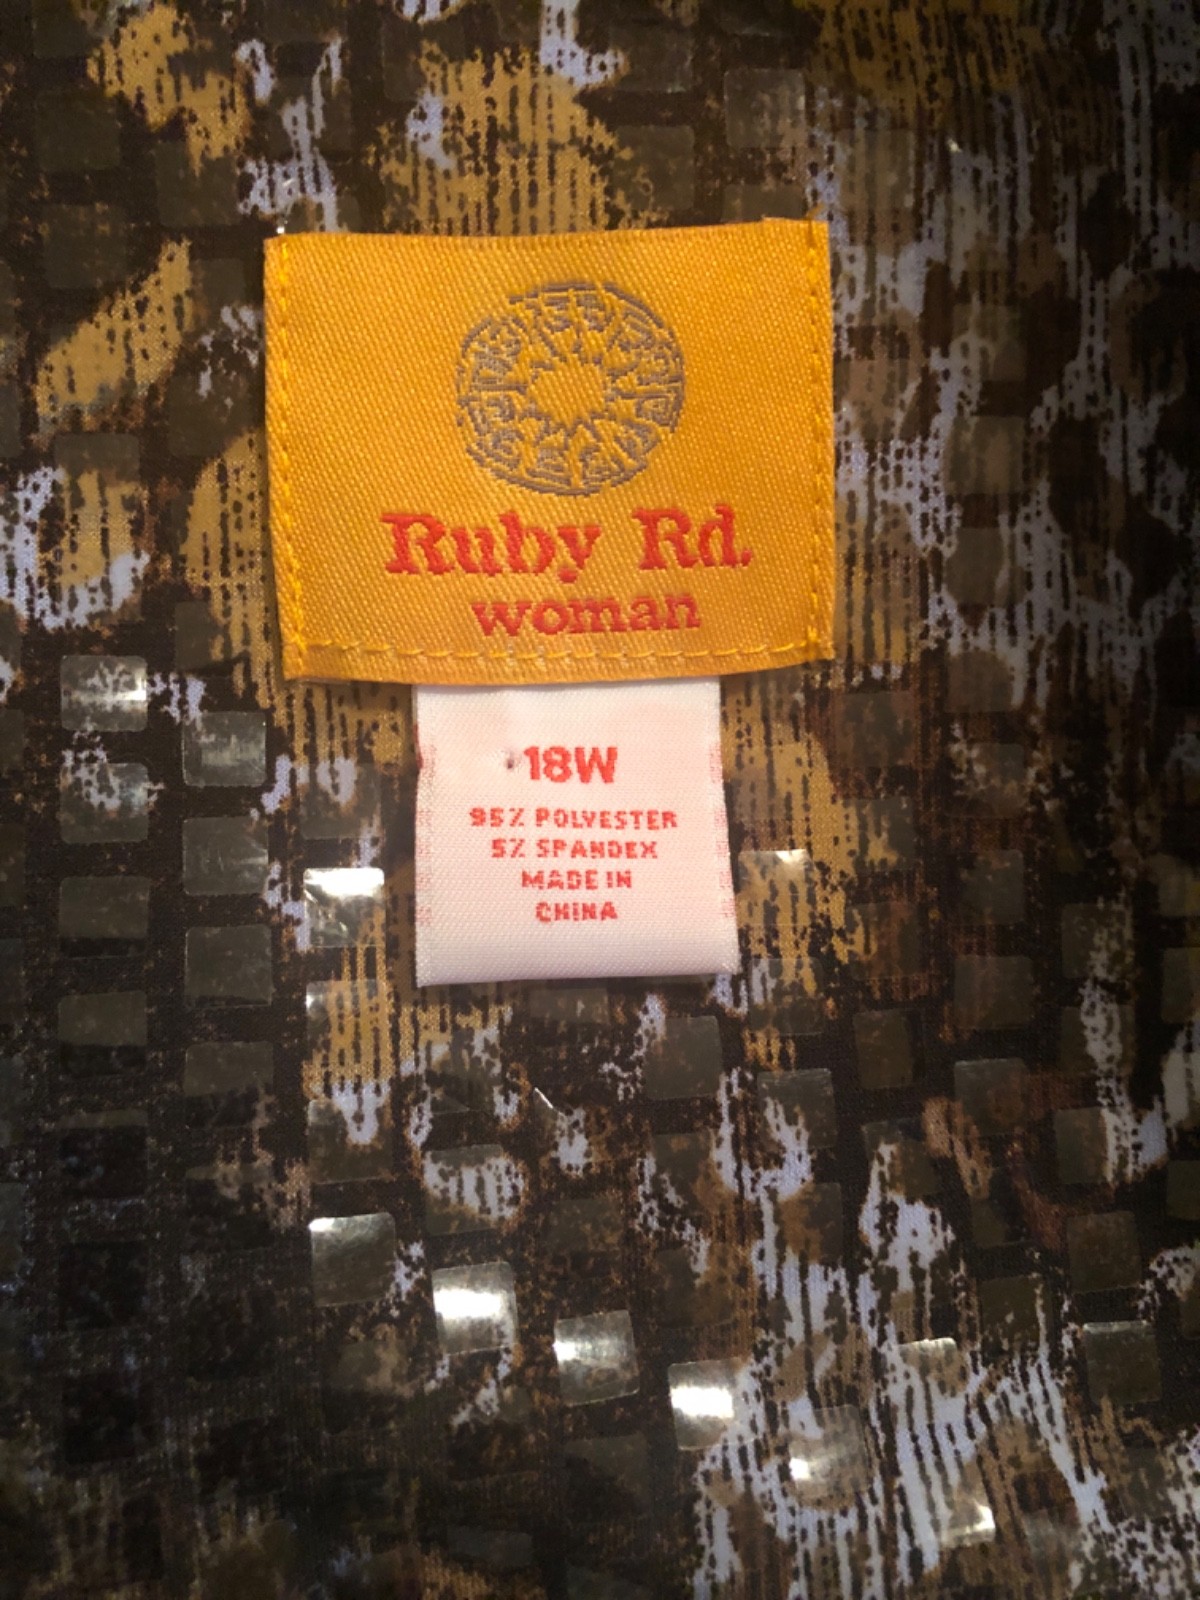 Ruby Rd.
woman
18W
95% POLYESTER
5% SPANDEX
MADE IN
CHINA